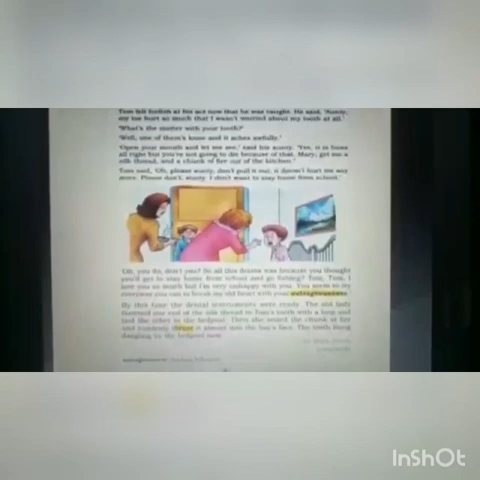 Tom felt foolish at his act now that he was caught. He said, 'Aunty,
my toe hurt so much that I wasn't worried about my tooth at all.'
'What's the matter with your tooth?'
'Well, one of them's loose and it aches awfully.'
'Open your mouth and let me see,' said his aunty. 'Yes, it is loose
all right but you're not going to die because of that. Mary, get me a
silk thread, and a chunk of fire out of the kitchen.'
Tom said, 'Oh, please aunty, don't pull it out, it doesn't hurt me any
more. Please don't, aunty. I don't want to stay home from school.'
'Oh, you do, don't you? So all this drama was because you thought
you'd get to stay home from school and go fishing? Tom, Tom, I
love you so much but I'm very unhappy with you. You seem to try
everyway you can to break my old heart with your outrageousness.
By this time the dental instruments were ready. The old lady
fastened one end of the silk thread to Tom's tooth with a loop and
tied the other to the bedpost. Then she seized the chunk of fire
and suddenly thrust it almost into the boy's face. The tooth hung
dangling by the bedpost now.
InShOt